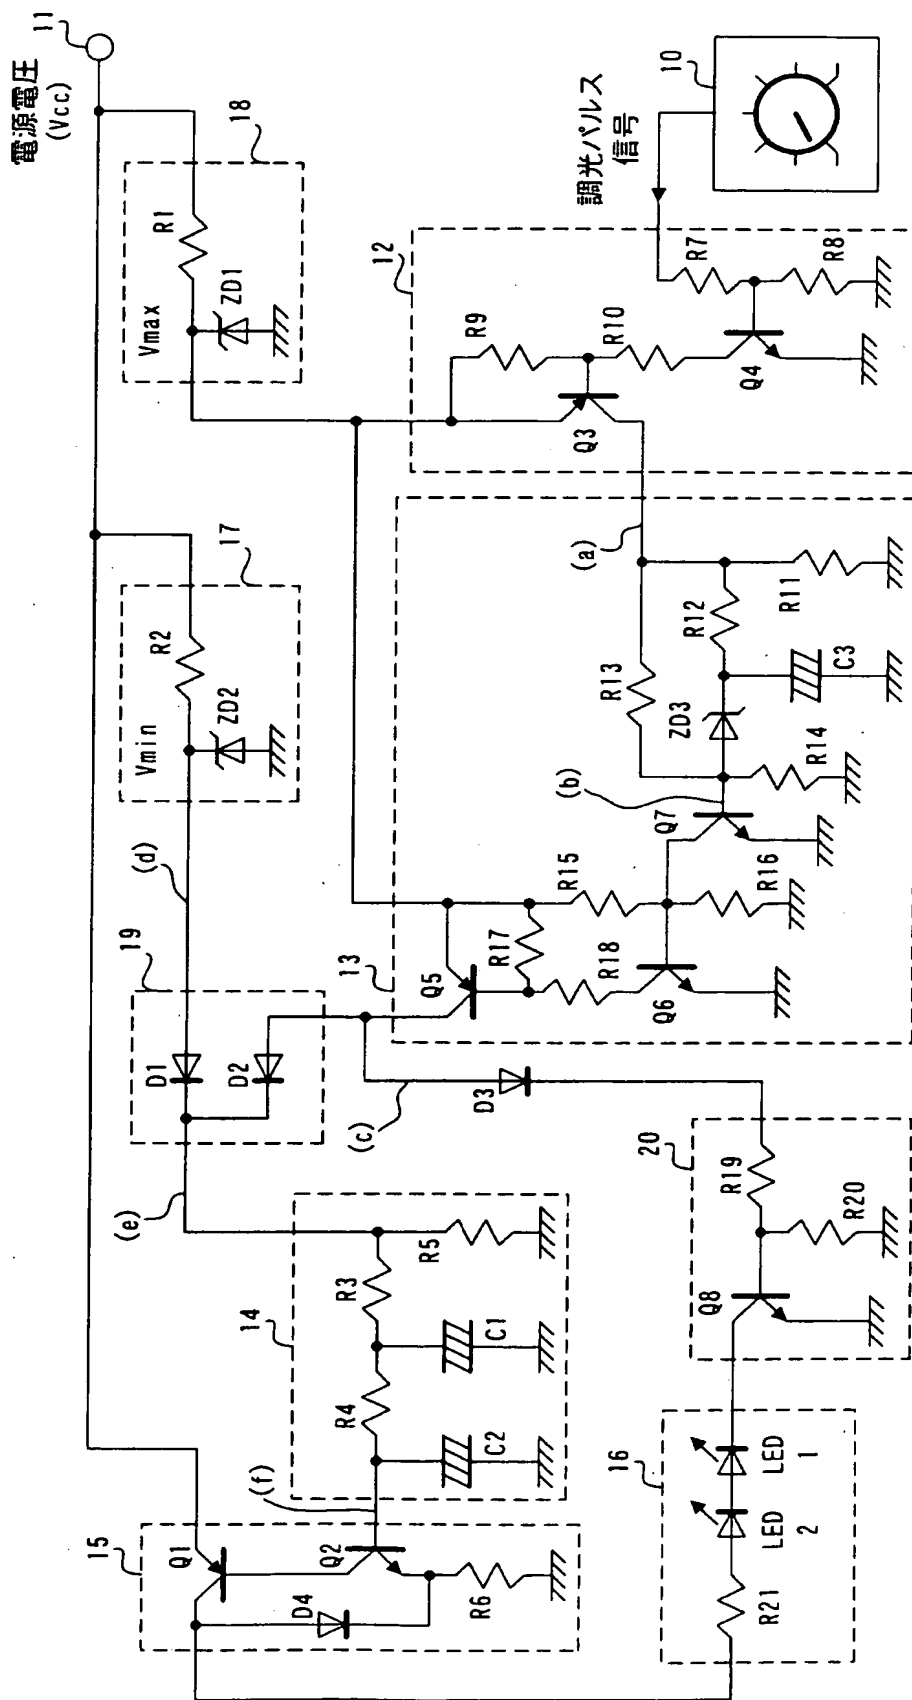 電源電圧
(Vcc)
11
18
R1
Vmax
ZD1
17
R2
Vmin
ZD2
(d)
19
D1
D2
(e)
(c)
D3
14
R3
R4
R5
C1
C2
(f)
15
Q1
Q2
D4
R6
調光パルス
信号
10
12
R7
R8
R9
R10
Q3
Q4
13
(a)
R11
R12
R13
C3
ZD3
R14
(b)
Q7
R15
R16
Q5
R17
R18
Q6
20
R19
R20
Q8
16
LED
1
LED
2
R21